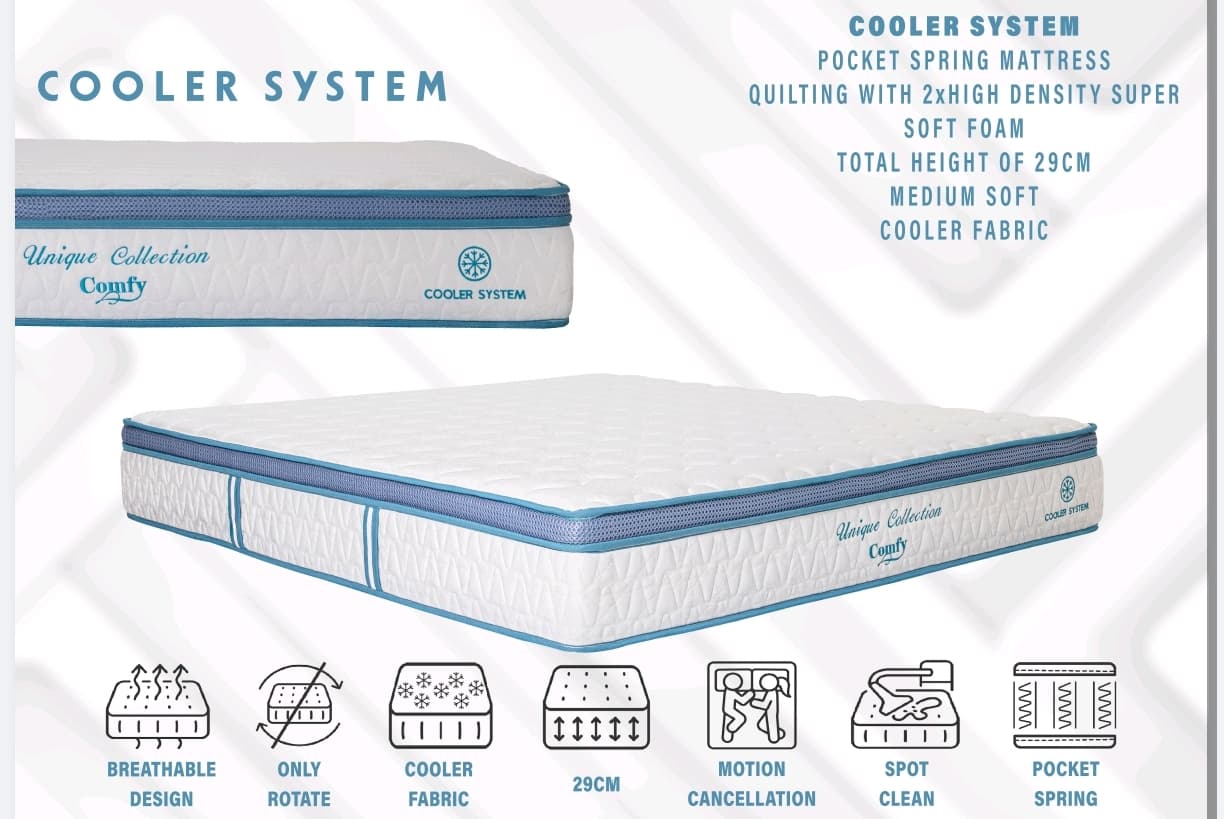 COOLER SYSTEM
COOLER SYSTEM
POCKET SPRING MATTRESS
QUILTING WITH 2xHIGH DENSITY SUPER
SOFT FOAM
TOTAL HEIGHT OF 29CM
MEDIUM SOFT
COOLER FABRIC
Unique Collection
Comfy
COOLER SYSTEM
Unique Collection
Comfy
COOLER SYSTEM
BREATHABLE
DESIGN
ONLY
ROTATE
COOLER
FABRIC
29CM
MOTION
CANCELLATION
SPOT
CLEAN
POCKET
SPRING